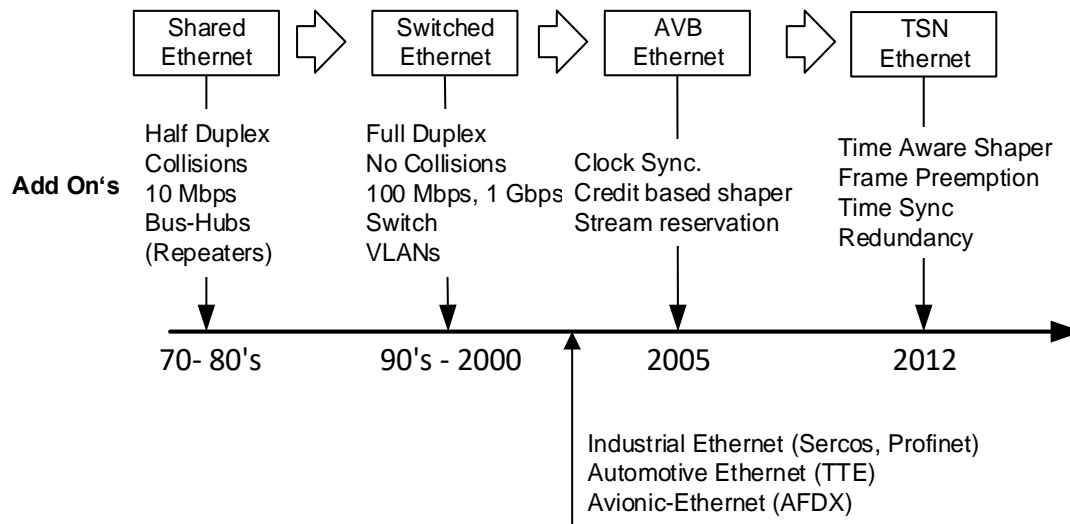 Shared
Ethernet
Switched
Ethernet
AVB
Ethernet
TSN
Ethernet
Add On‘s
Half Duplex
Collisions
10 Mbps
Bus-Hubs
(Repeaters)
Full Duplex
No Collisions
100 Mbps, 1 Gbps
Switch
VLANs
Clock Sync.
Credit based shaper
Stream reservation
Time Aware Shaper
Frame Preemption
Time Sync
Redundancy
70- 80's
90's - 2000
2005
2012
Industrial Ethernet (Sercos, Profinet)
Automotive Ethernet (TTE)
Avionic-Ethernet (AFDX)